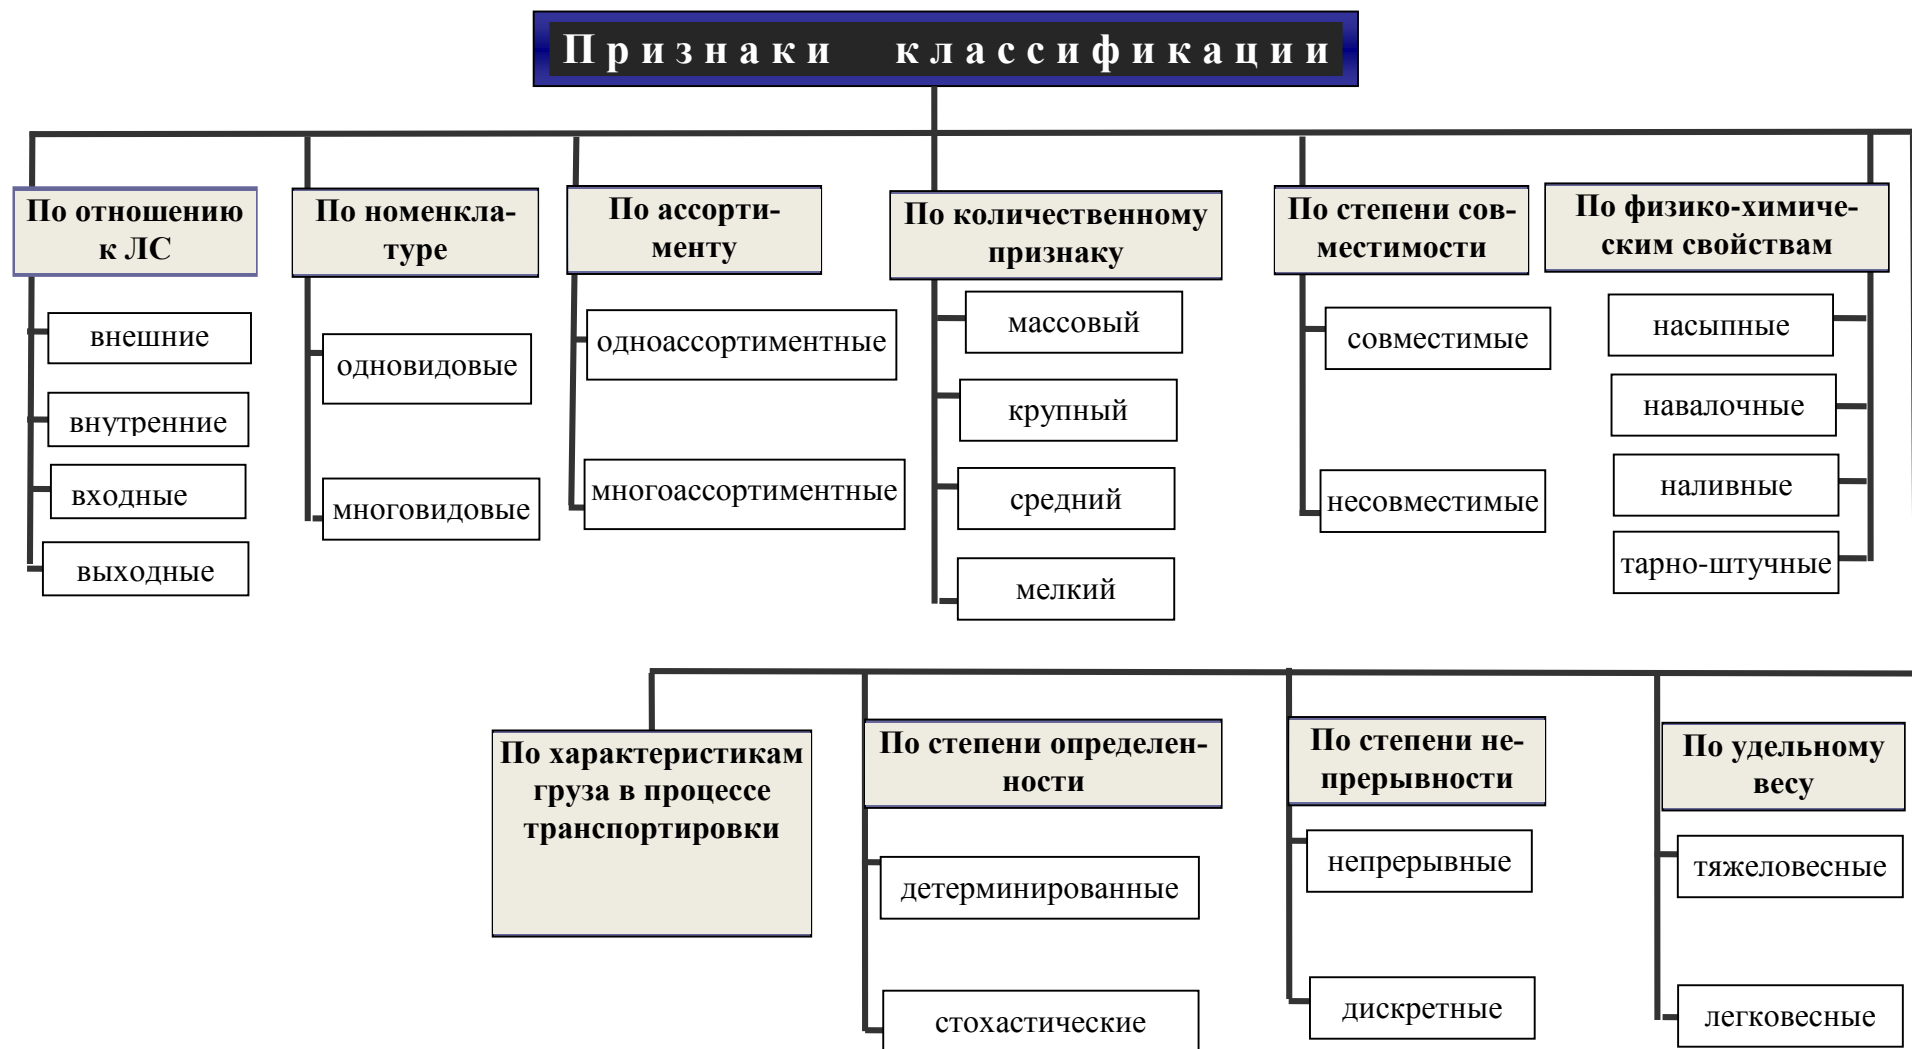 Признаки классификации
По отношению
к ЛС
внешние
внутренние
входные
выходные
По номенкла-
туре
одновидовые
многовидовые
По ассорти-
менту
одноассортиментные
многоассортиментные
По количественному
признаку
массовый
крупный
средний
мелкий
По степени сов-
местимости
совместимые
несовместимые
По физико-химиче-
ским свойствам
насыпные
навалочные
наливные
тарно-штучные
По характеристикам
груза в процессе
транспортировки
По степени определен-
ности
детерминированные
стохастические
По степени не-
прерывности
непрерывные
дискретные
По удельному
весу
тяжеловесные
легковесные